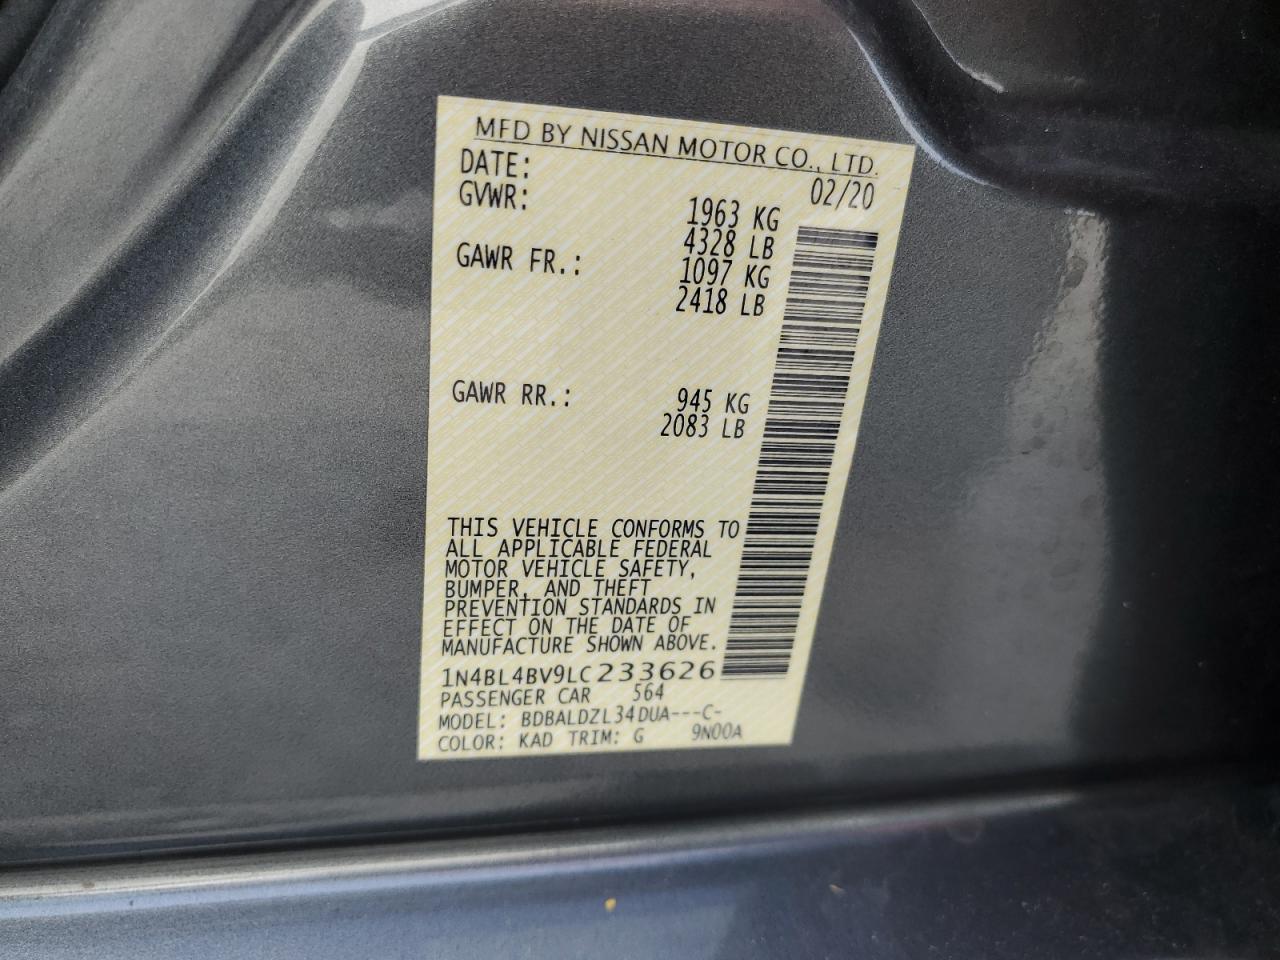 MFD BY NISSAN MOTOR CO., LTD.
DATE: 02/20
GVWR: 1963 KG
4328 LB
GAWR FR.: 1097 KG
2418 LB
GAWR RR.: 945 KG
2083 LB
THIS VEHICLE CONFORMS TO
ALL APPLICABLE FEDERAL
MOTOR VEHICLE SAFETY,
BUMPER, AND THEFT
PREVENTION STANDARDS IN
EFFECT ON THE DATE OF
MANUFACTURE SHOWN ABOVE.
1N4BL4BV9LC233626
PASSENGER CAR 564
MODEL: BDBALDZL34DUA---C-
COLOR: KAD TRIM: G 9N00A